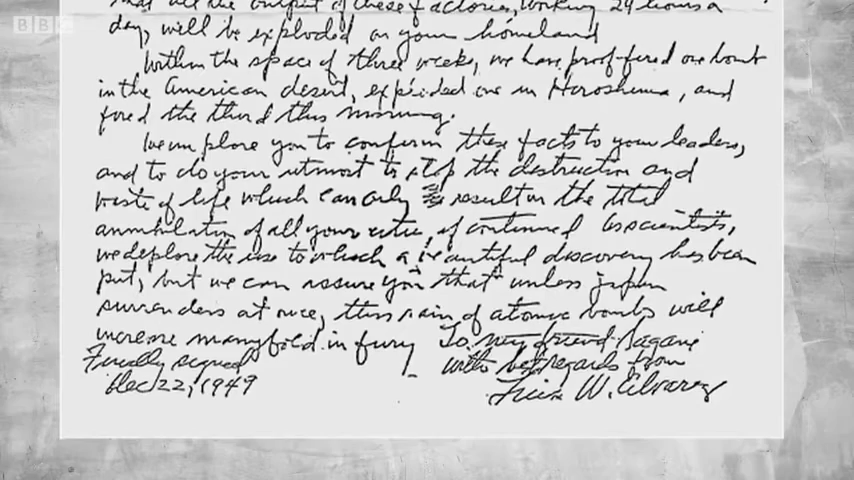 BBC
that all the output of these factories, working 24 hours a
day, will be exploded on your homeland
Within the space of three weeks, we have proof-fired one bomb
in the American desert, exploded one in Hiroshima, and
fired the third this morning.
We implore you to confirm these facts to your leaders,
and to do your utmost to stop the destruction and
waste of life which can only result in the total
annihilation of all your cities, if continued. As scientists,
we deplore the use to which a beautiful discovery has been
put, but we can assure you that unless Japan
surrenders at once, this rain of atomic bombs will
increase manyfold in fury
To my friend Sagane
with best regards from
Luis W. Alvarez
Finally signed
Dec 22, 1949